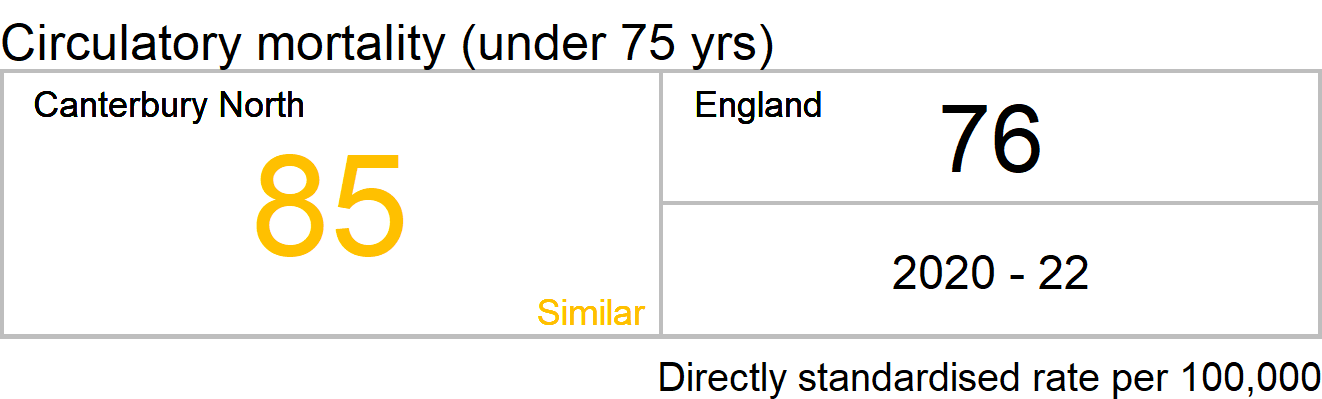 Circulatory mortality (under 75 yrs)
Canterbury North
85
Similar
England
76
2020 - 22
Directly standardised rate per 100,000